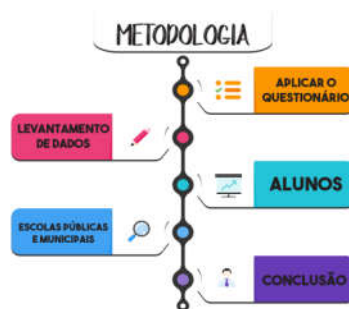 METODOLOGIA
APLICAR O
QUESTIONÁRIO
LEVANTAMENTO
DE DADOS
ALUNOS
ESCOLAS PÚBLICAS
E MUNICIPAIS
CONCLUSÃO